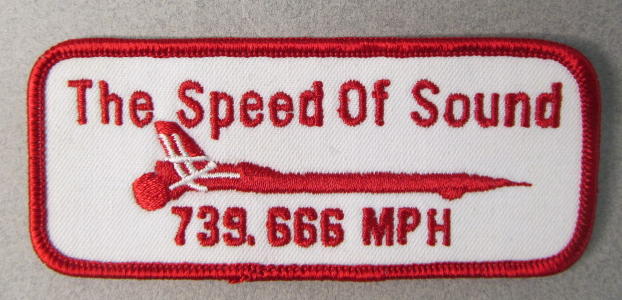 The Speed Of Sound
739.666 MPH